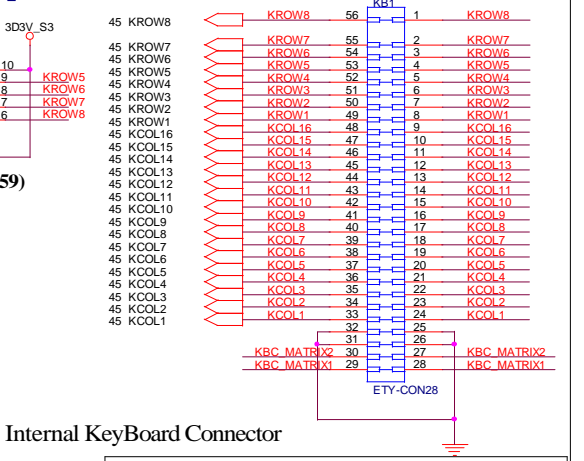 KB1
3D3V_S3
45 KROW8 KROW8 56 1 KROW8
45 KROW7 KROW7 55 2 KROW7
45 KROW6 KROW6 54 3 KROW6
45 KROW5 KROW5 53 4 KROW5
45 KROW4 KROW4 52 5 KROW4
45 KROW3 KROW3 51 6 KROW3
45 KROW2 KROW2 50 7 KROW2
45 KROW1 KROW1 49 8 KROW1
45 KCOL16 KCOL16 48 9 KCOL16
45 KCOL15 KCOL15 47 10 KCOL15
45 KCOL14 KCOL14 46 11 KCOL14
45 KCOL13 KCOL13 45 12 KCOL13
45 KCOL12 KCOL12 44 13 KCOL12
45 KCOL11 KCOL11 43 14 KCOL11
45 KCOL10 KCOL10 42 15 KCOL10
45 KCOL9 KCOL9 41 16 KCOL9
45 KCOL8 KCOL8 40 17 KCOL8
45 KCOL7 KCOL7 39 18 KCOL7
45 KCOL6 KCOL6 38 19 KCOL6
45 KCOL5 KCOL5 37 20 KCOL5
45 KCOL4 KCOL4 36 21 KCOL4
45 KCOL3 KCOL3 35 22 KCOL3
45 KCOL2 KCOL2 34 23 KCOL2
45 KCOL1 KCOL1 33 24 KCOL1
32 25
31 26
KBC_MATRIX2 30 27 KBC_MATRIX2
KBC_MATRIX1 29 28 KBC_MATRIX1
ETY-CON28
10
9 KROW5
8 KROW6
7 KROW7
6 KROW8
59)
Internal KeyBoard Connector